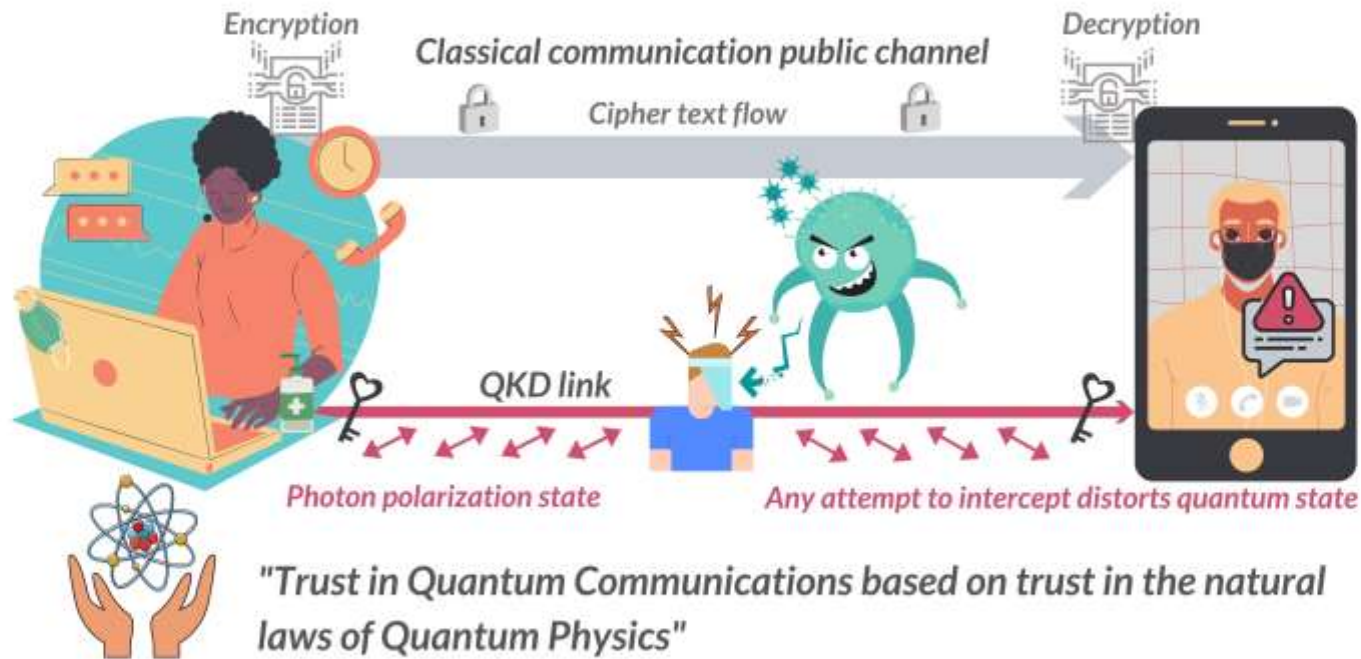 Encryption
Decryption
Classical communication public channel
Cipher text flow
QKD link
Photon polarization state
Any attempt to intercept distorts quantum state
"Trust in Quantum Communications based on trust in the natural
laws of Quantum Physics"